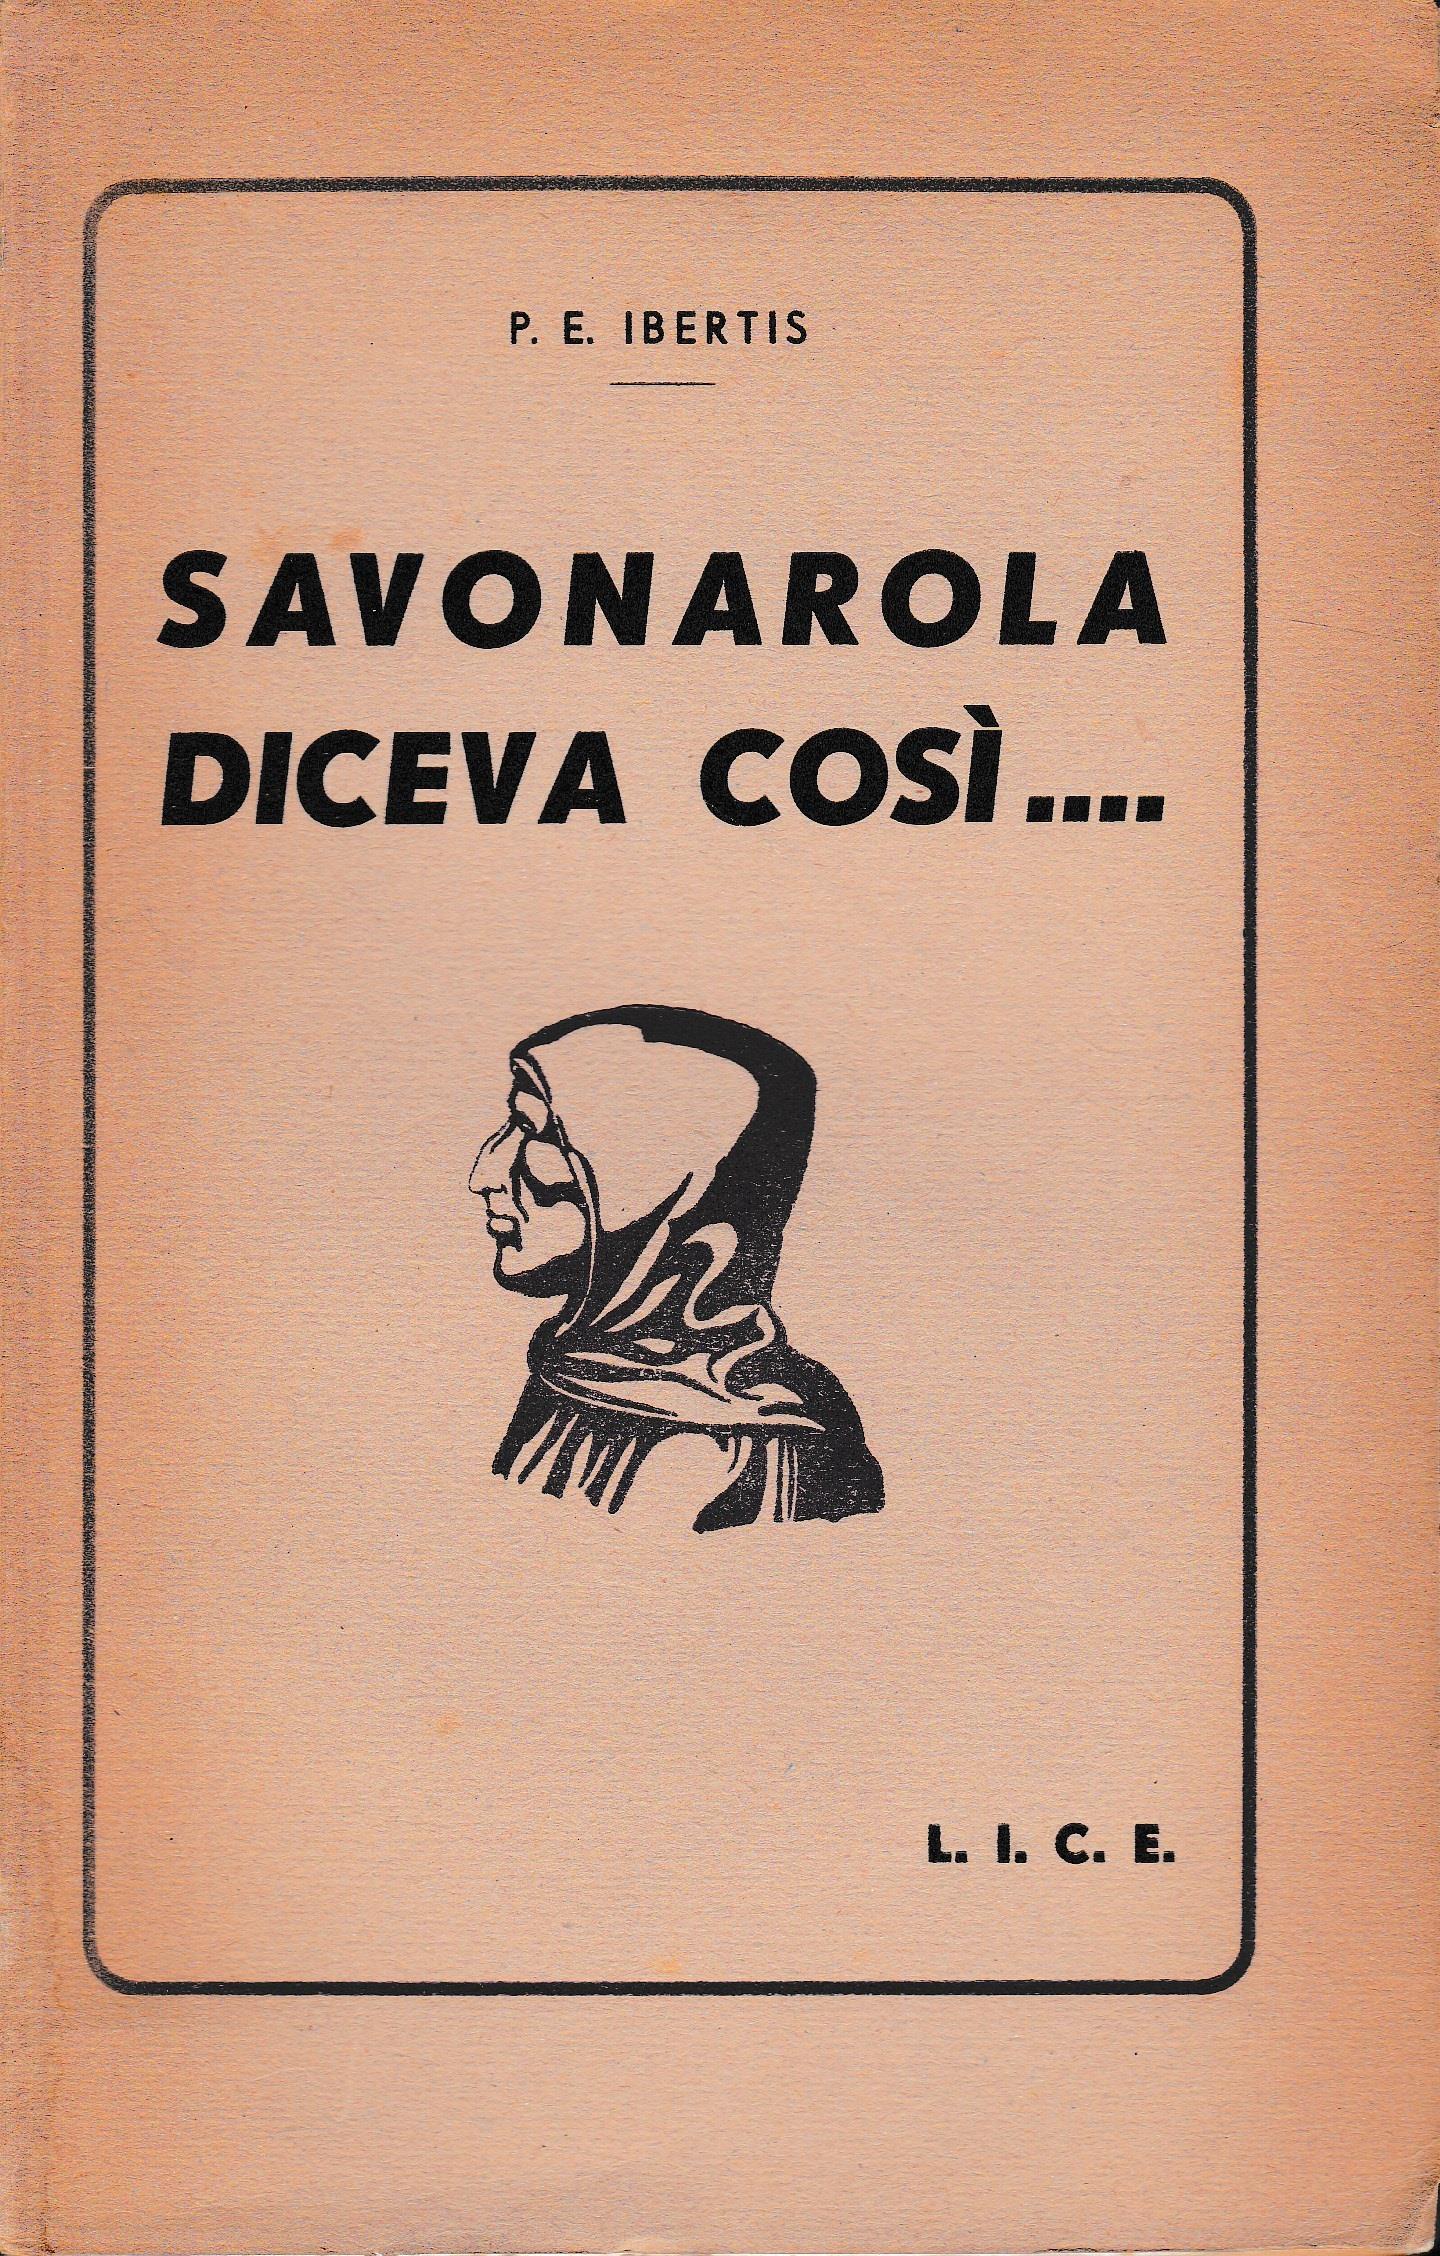 P. E. IBERTIS
SAVONAROLA
DICEVA COSÌ....
L. I. C. E.